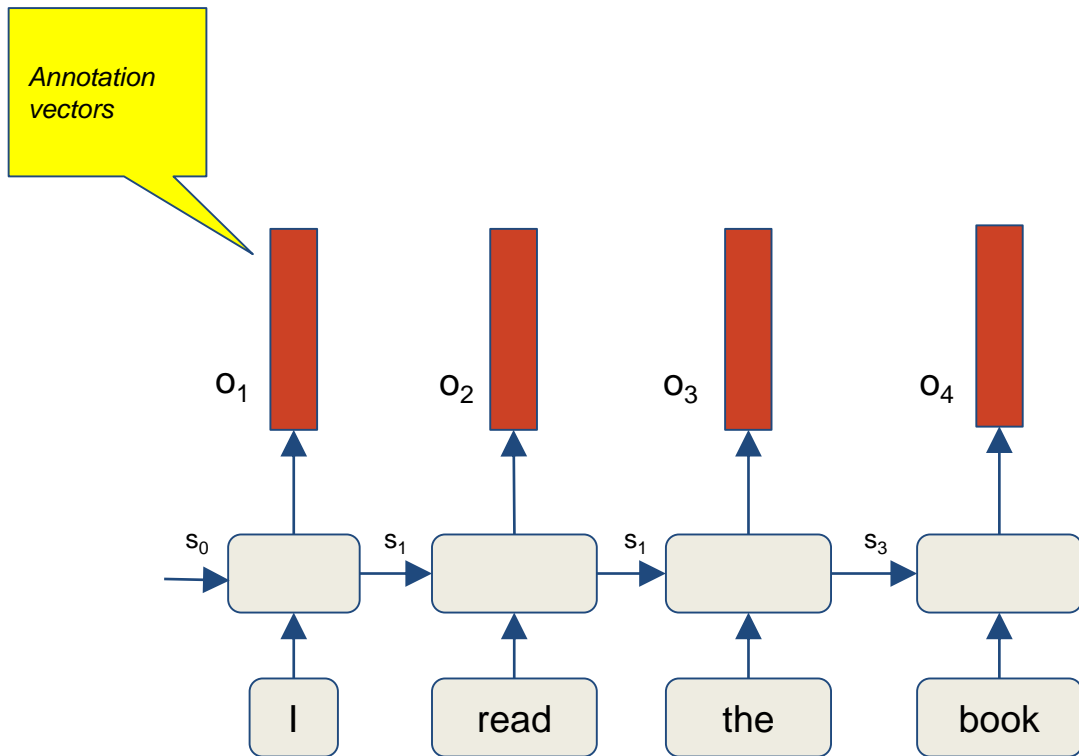 Annotation
vectors
o₁
o₂
o₃
o₄
s₀
s₁
s₁
s₃
I
read
the
book